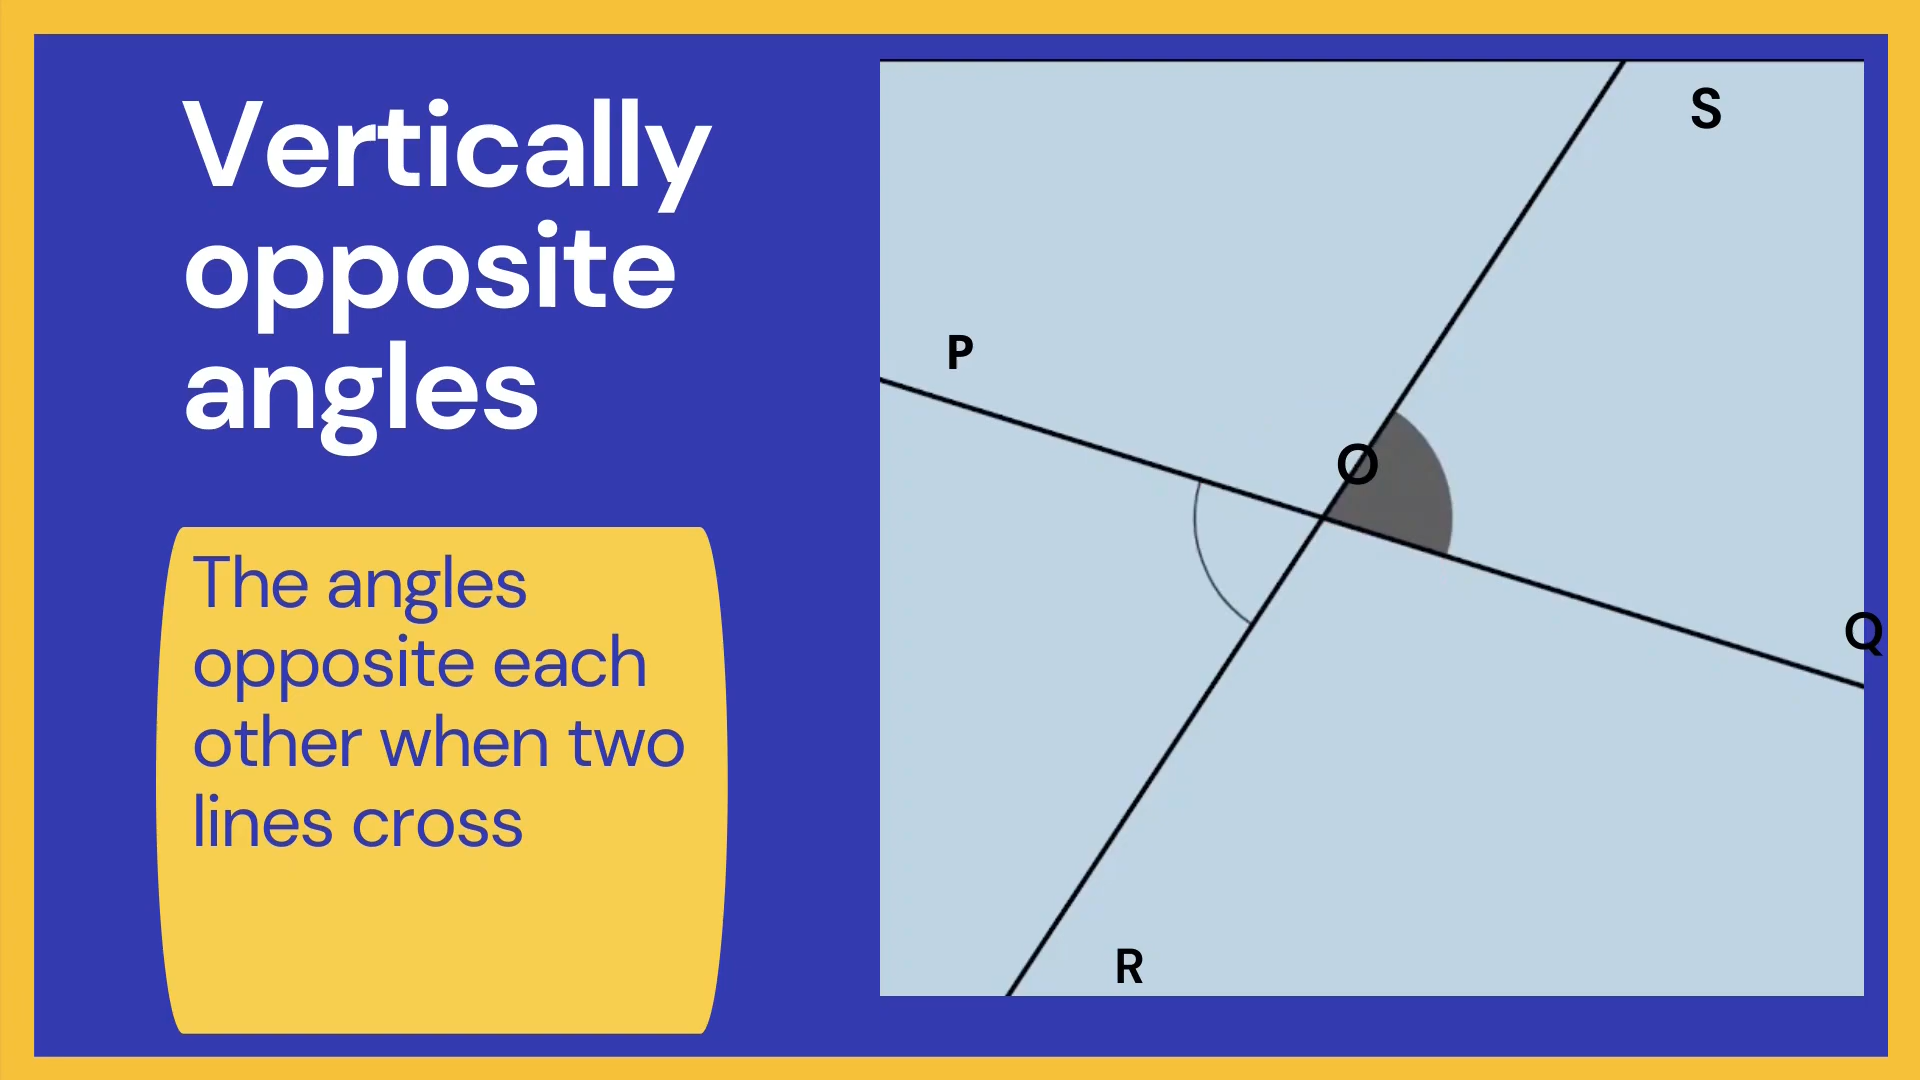 Vertically
opposite
angles
The angles
opposite each
other when two
lines cross
S
P
O
Q
R